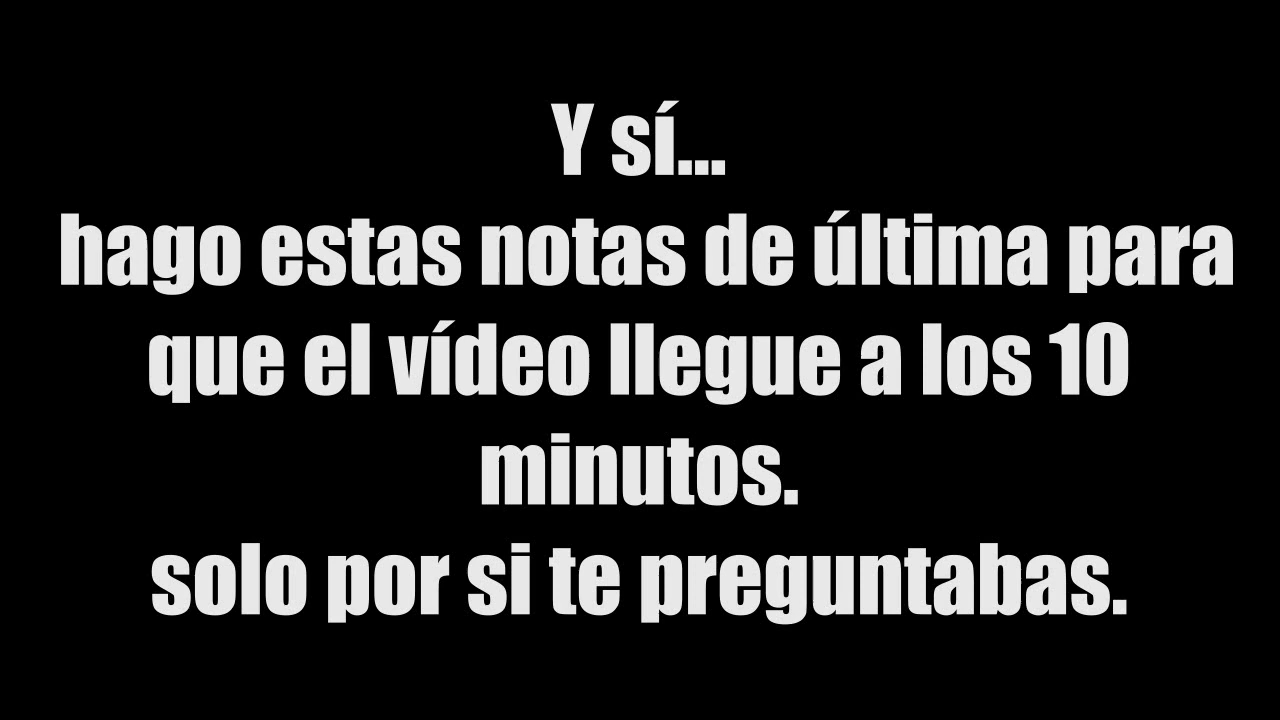 Y sí...
hago estas notas de última para
que el vídeo llegue a los 10
minutos.
solo por si te preguntabas.